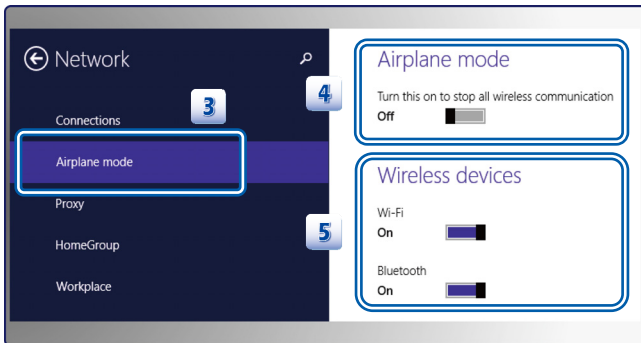 Network
3
Connections
Airplane mode
Proxy
HomeGroup
Workplace
4
Airplane mode
Turn this on to stop all wireless communication
Off
5
Wireless devices
Wi-Fi
On
Bluetooth
On